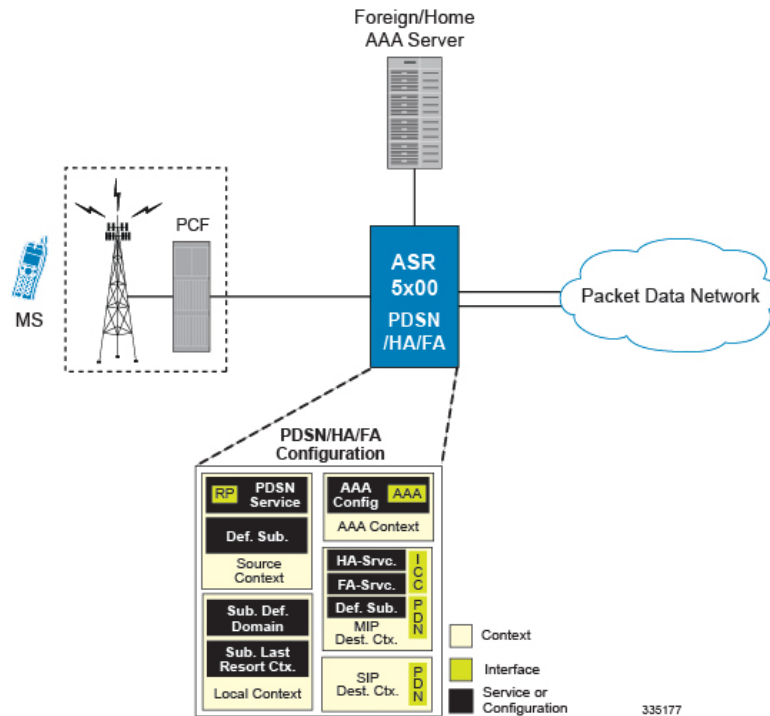 Foreign/Home
AAA Server
PCF
MS
ASR
5x00
PDSN
/HA/FA
Packet Data Network
PDSN/HA/FA
Configuration
RP
PDSN
Service
Def. Sub.
Source
Context
AAA
Config
AAA
AAA Context
HA-Srvc.
FA-Srvc.
Def. Sub.
MIP
Dest. Ctx.
ICC
PDN
Sub. Def.
Domain
Sub. Last
Resort Ctx.
Local Context
SIP
Dest. Ctx.
PDN
Context
Interface
Service or
Configuration
335177